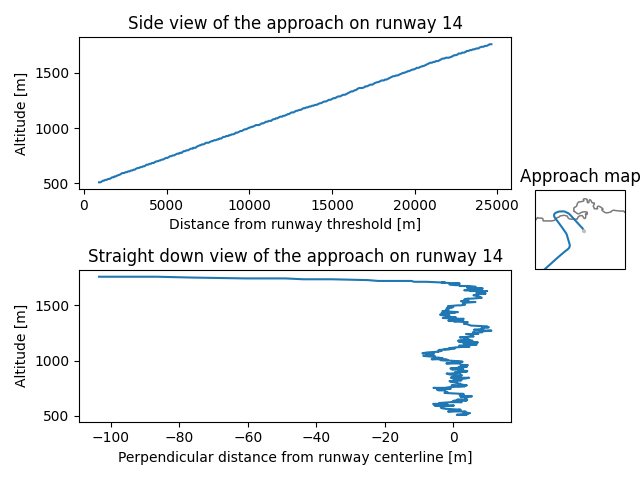 Side view of the approach on runway 14
Altitude [m]
1500
1000
500
0
5000
10000
15000
20000
25000
Distance from runway threshold [m]
Approach map
Straight down view of the approach on runway 14
Altitude [m]
1500
1000
500
−100
−80
−60
−40
−20
0
Perpendicular distance from runway centerline [m]